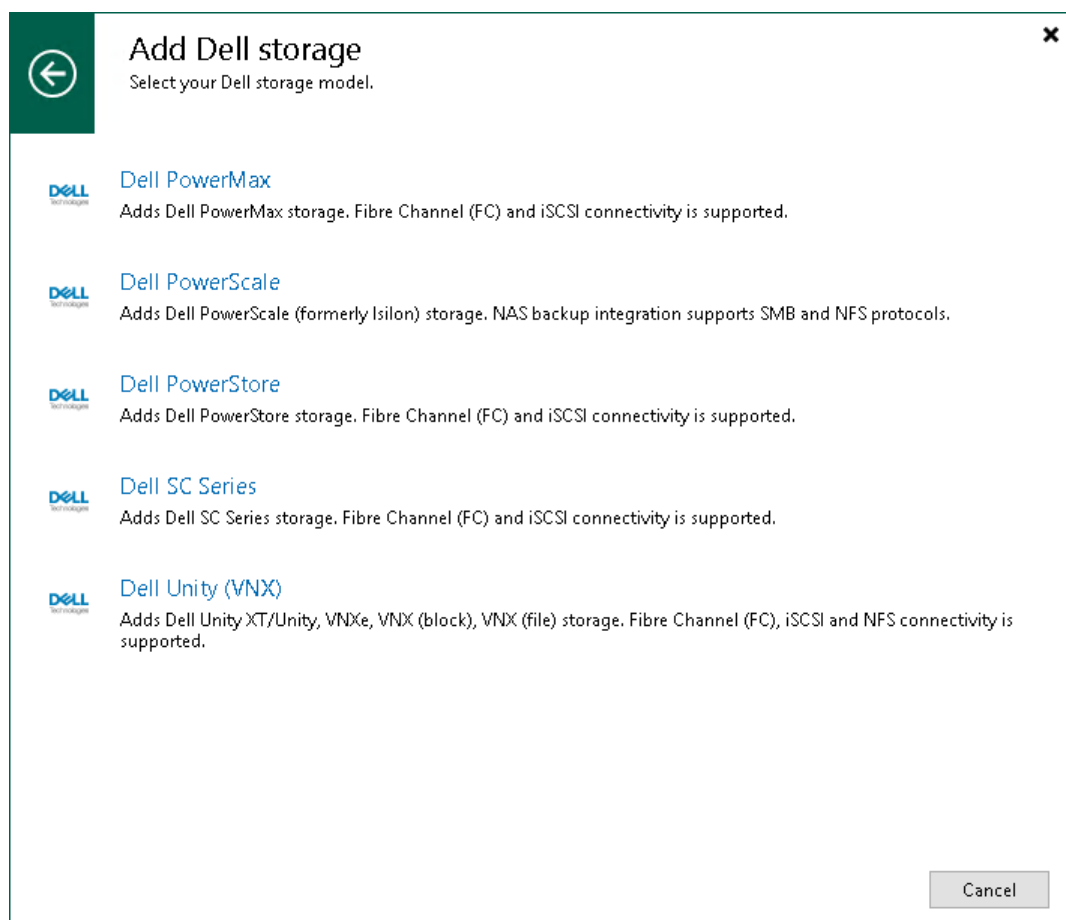 Add Dell storage
Select your Dell storage model.
DELL
Technologies
Dell PowerMax
Adds Dell PowerMax storage. Fibre Channel (FC) and iSCSI connectivity is supported.
DELL
Technologies
Dell PowerScale
Adds Dell PowerScale (formerly Isilon) storage. NAS backup integration supports SMB and NFS protocols.
DELL
Technologies
Dell PowerStore
Adds Dell PowerStore storage. Fibre Channel (FC) and iSCSI connectivity is supported.
DELL
Technologies
Dell SC Series
Adds Dell SC Series storage. Fibre Channel (FC) and iSCSI connectivity is supported.
DELL
Technologies
Dell Unity (VNX)
Adds Dell Unity XT/Unity, VNXe, VNX (block), VNX (file) storage. Fibre Channel (FC), iSCSI and NFS connectivity is
supported.
Cancel